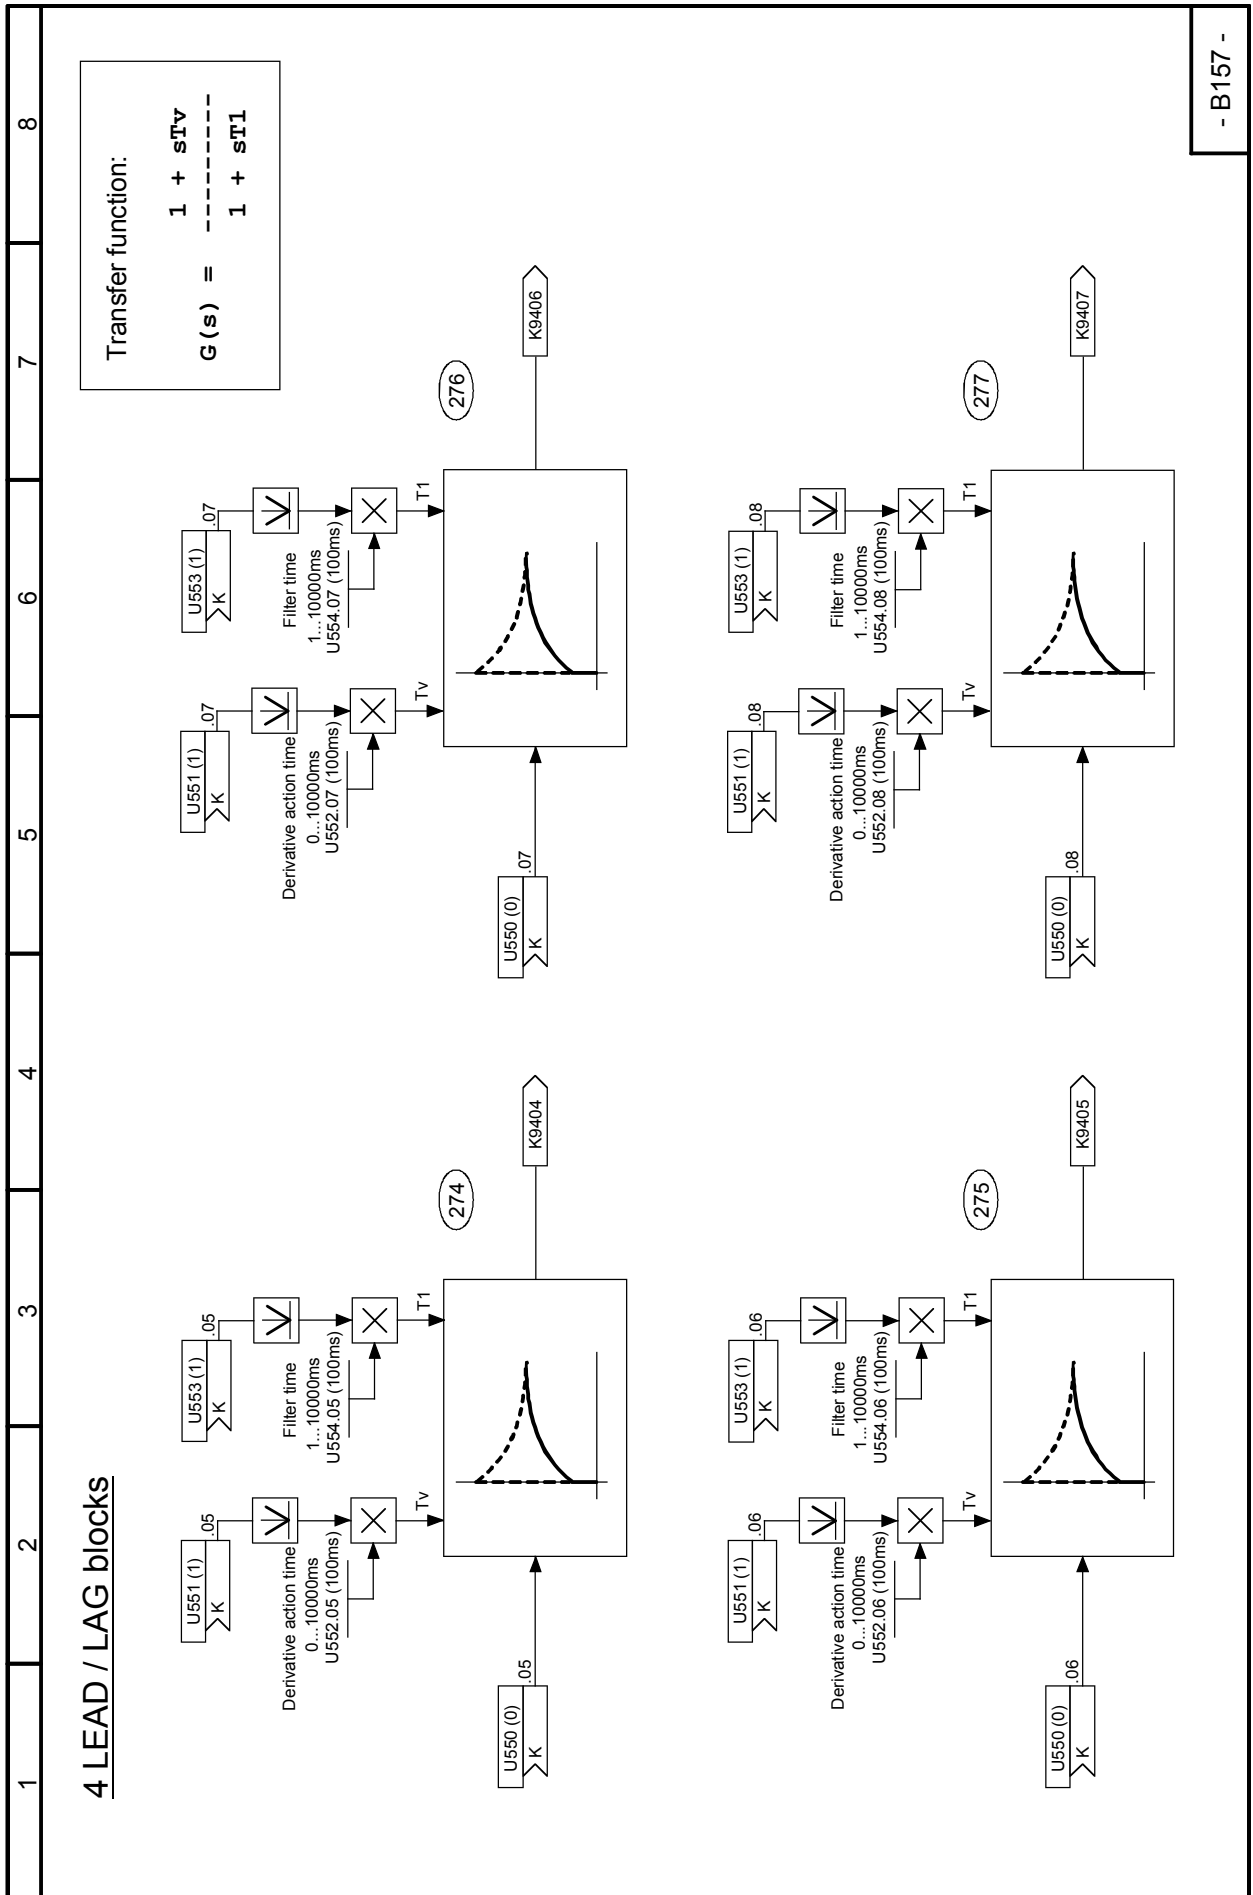 1 2 3 4 5 6 7 8
4 LEAD / LAG blocks
Transfer function:
1 + sTv
G(s) = ---------
1 + sT1
U551 (1)
K
.05
Derivative action time
0...10000ms
U552.05 (100ms)
Tv
U553 (1)
K
.05
Filter time
1...10000ms
U554.05 (100ms)
T1
274
U550 (0)
K
.05
K9404
U551 (1)
K
.07
Derivative action time
0...10000ms
U552.07 (100ms)
Tv
U553 (1)
K
.07
Filter time
1...10000ms
U554.07 (100ms)
T1
276
U550 (0)
K
.07
K9406
U551 (1)
K
.06
Derivative action time
0...10000ms
U552.06 (100ms)
Tv
U553 (1)
K
.06
Filter time
1...10000ms
U554.06 (100ms)
T1
275
U550 (0)
K
.06
K9405
U551 (1)
K
.08
Derivative action time
0...10000ms
U552.08 (100ms)
Tv
U553 (1)
K
.08
Filter time
1...10000ms
U554.08 (100ms)
T1
277
U550 (0)
K
.08
K9407
- B157 -